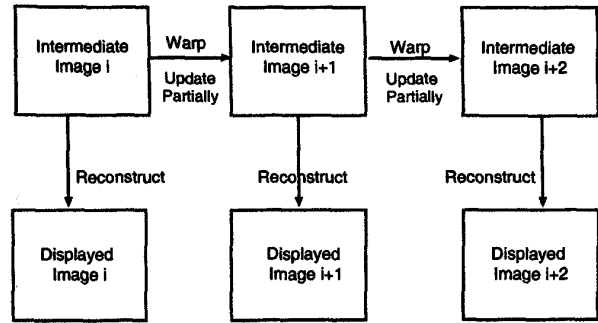 Intermediate
Image i
Warp
Update
Partially
Intermediate
Image i+1
Warp
Update
Partially
Intermediate
Image i+2
Reconstruct
Reconstruct
Reconstruct
Displayed
Image i
Displayed
Image i+1
Displayed
Image i+2